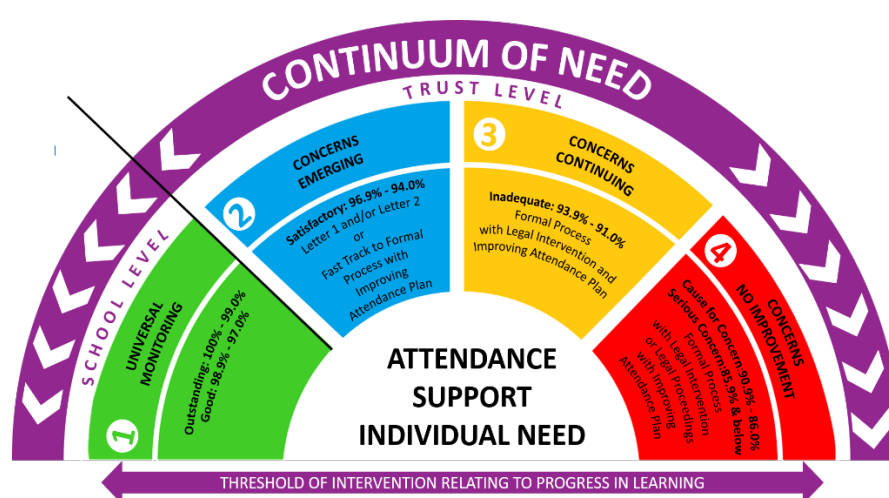 CONTINUUM OF NEED
TRUST LEVEL
SCHOOL LEVEL
1
UNIVERSAL
MONITORING
Outstanding: 100% - 99.0%
Good: 98.9% - 97.0%
2
CONCERNS
EMERGING
Satisfactory: 96.9% - 94.0%
Letter 1 and/or Letter 2
or
Fast Track to Formal
Process with
Improving
Attendance Plan
3
CONCERNS
CONTINUING
Inadequate: 93.9% - 91.0%
Formal Process
with Legal Intervention and
Improving Attendance Plan
4
CONCERNS
NO IMPROVEMENT
Cause for Concern:90.9% - 86.0%
Serious Concern:85.9% & below
Formal Process
with Legal Intervention
or Legal Proceedings
with Improving
Attendance Plan
ATTENDANCE
SUPPORT
INDIVIDUAL NEED
THRESHOLD OF INTERVENTION RELATING TO PROGRESS IN LEARNING